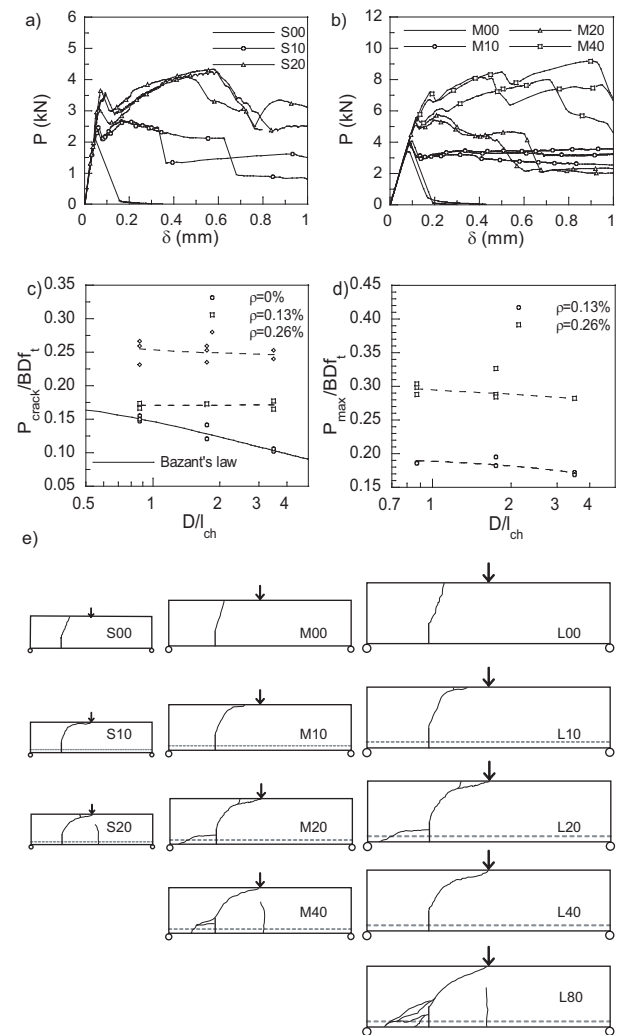 a)
6
5
4
3
2
1
0
P (kN)
0 0.2 0.4 0.6 0.8 1
δ (mm)
S00
S10
S20
b)
12
10
8
6
4
2
0
P (kN)
0 0.2 0.4 0.6 0.8 1
δ (mm)
M00 M20
M10 M40
c)
0.35
0.30
0.25
0.20
0.15
0.10
0.05
P_crack/BDf_t
ρ=0%
ρ=0.13%
ρ=0.26%
Bazant's law
0.5 1 2 3 4
D/l_ch
d)
0.45
0.40
0.35
0.30
0.25
0.20
0.15
P_max/BDf_t
ρ=0.13%
ρ=0.26%
0.7 1 2 3 4
D/l_ch
e)
S00 M00 L00
S10 M10 L10
S20 M20 L20
M40 L40
L80